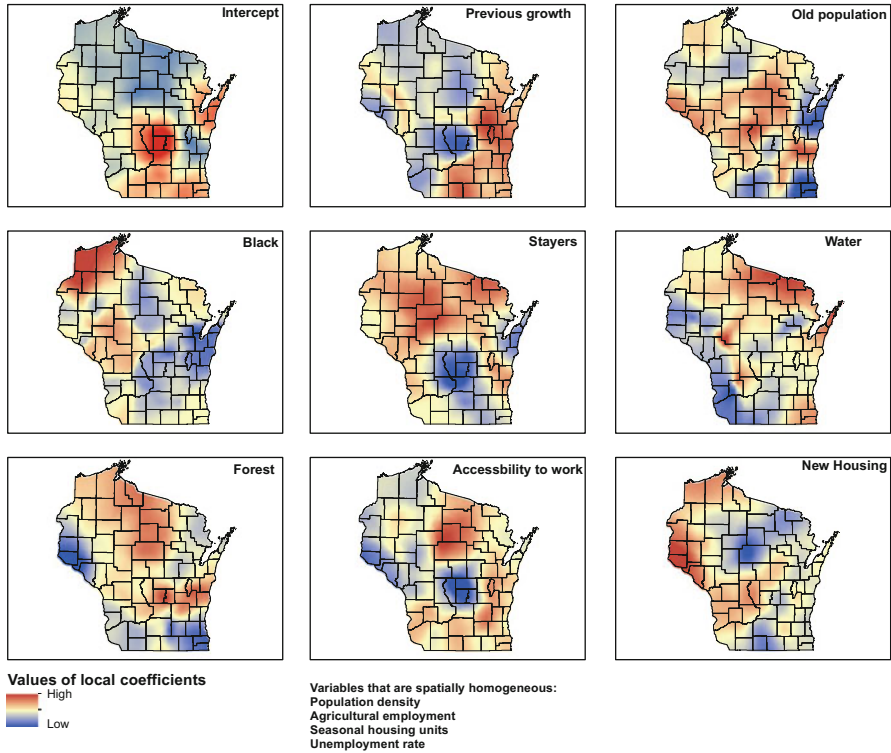 Intercept
Previous growth
Old population
Black
Stayers
Water
Forest
Accessbility to work
New Housing
Values of local coefficients
High
Low
Variables that are spatially homogeneous:
Population density
Agricultural employment
Seasonal housing units
Unemployment rate